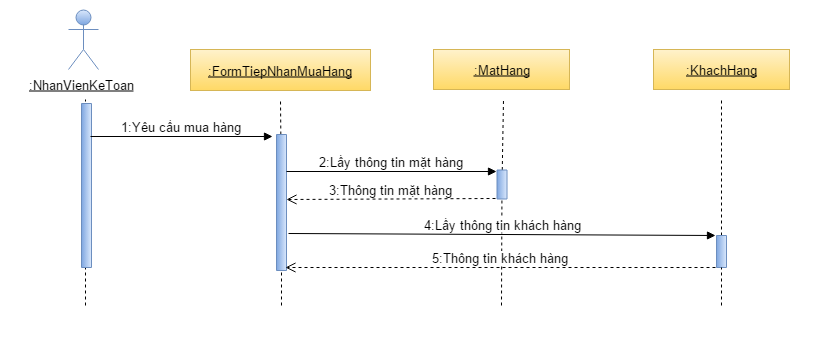 :NhanVienKeToan
:FormTiepNhanMuaHang
:MatHang
:KhachHang
1:Yêu cầu mua hàng
2:Lấy thông tin mặt hàng
3:Thông tin mặt hàng
4:Lấy thông tin khách hàng
5:Thông tin khách hàng